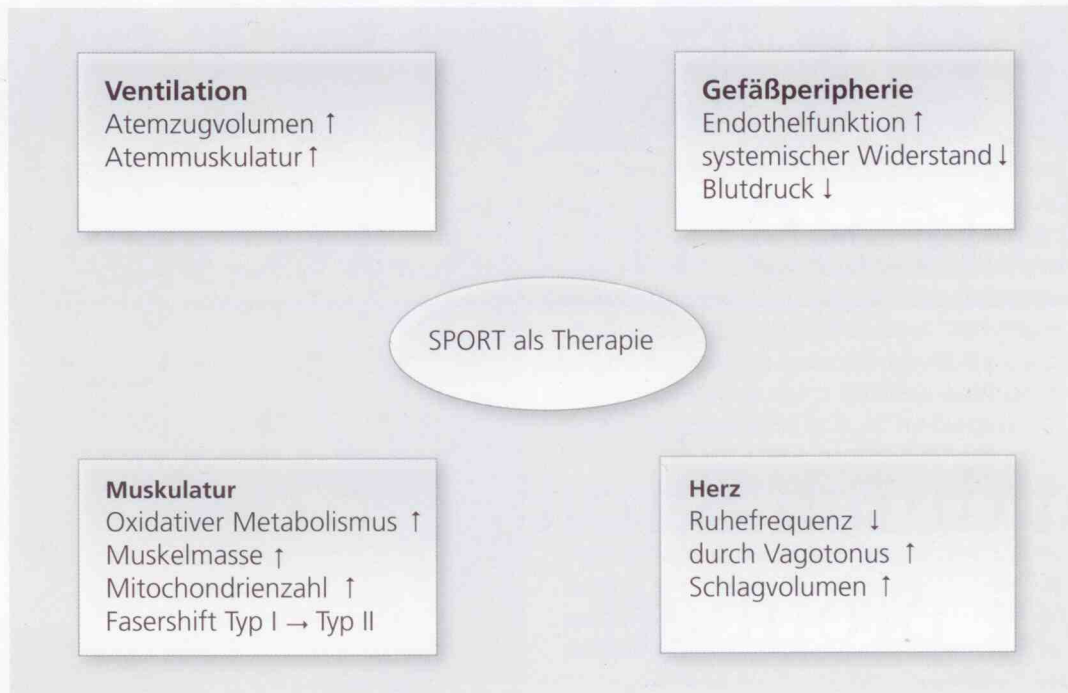 Ventilation
Atemzugvolumen ↑
Atemmuskulatur ↑
Gefäßperipherie
Endothelfunktion ↑
systemischer Widerstand ↓
Blutdruck ↓
SPORT als Therapie
Muskulatur
Oxidativer Metabolismus ↑
Muskelmasse ↑
Mitochondrienzahl ↑
Fasershift Typ I → Typ II
Herz
Ruhefrequenz ↓
durch Vagotonus ↑
Schlagvolumen ↑